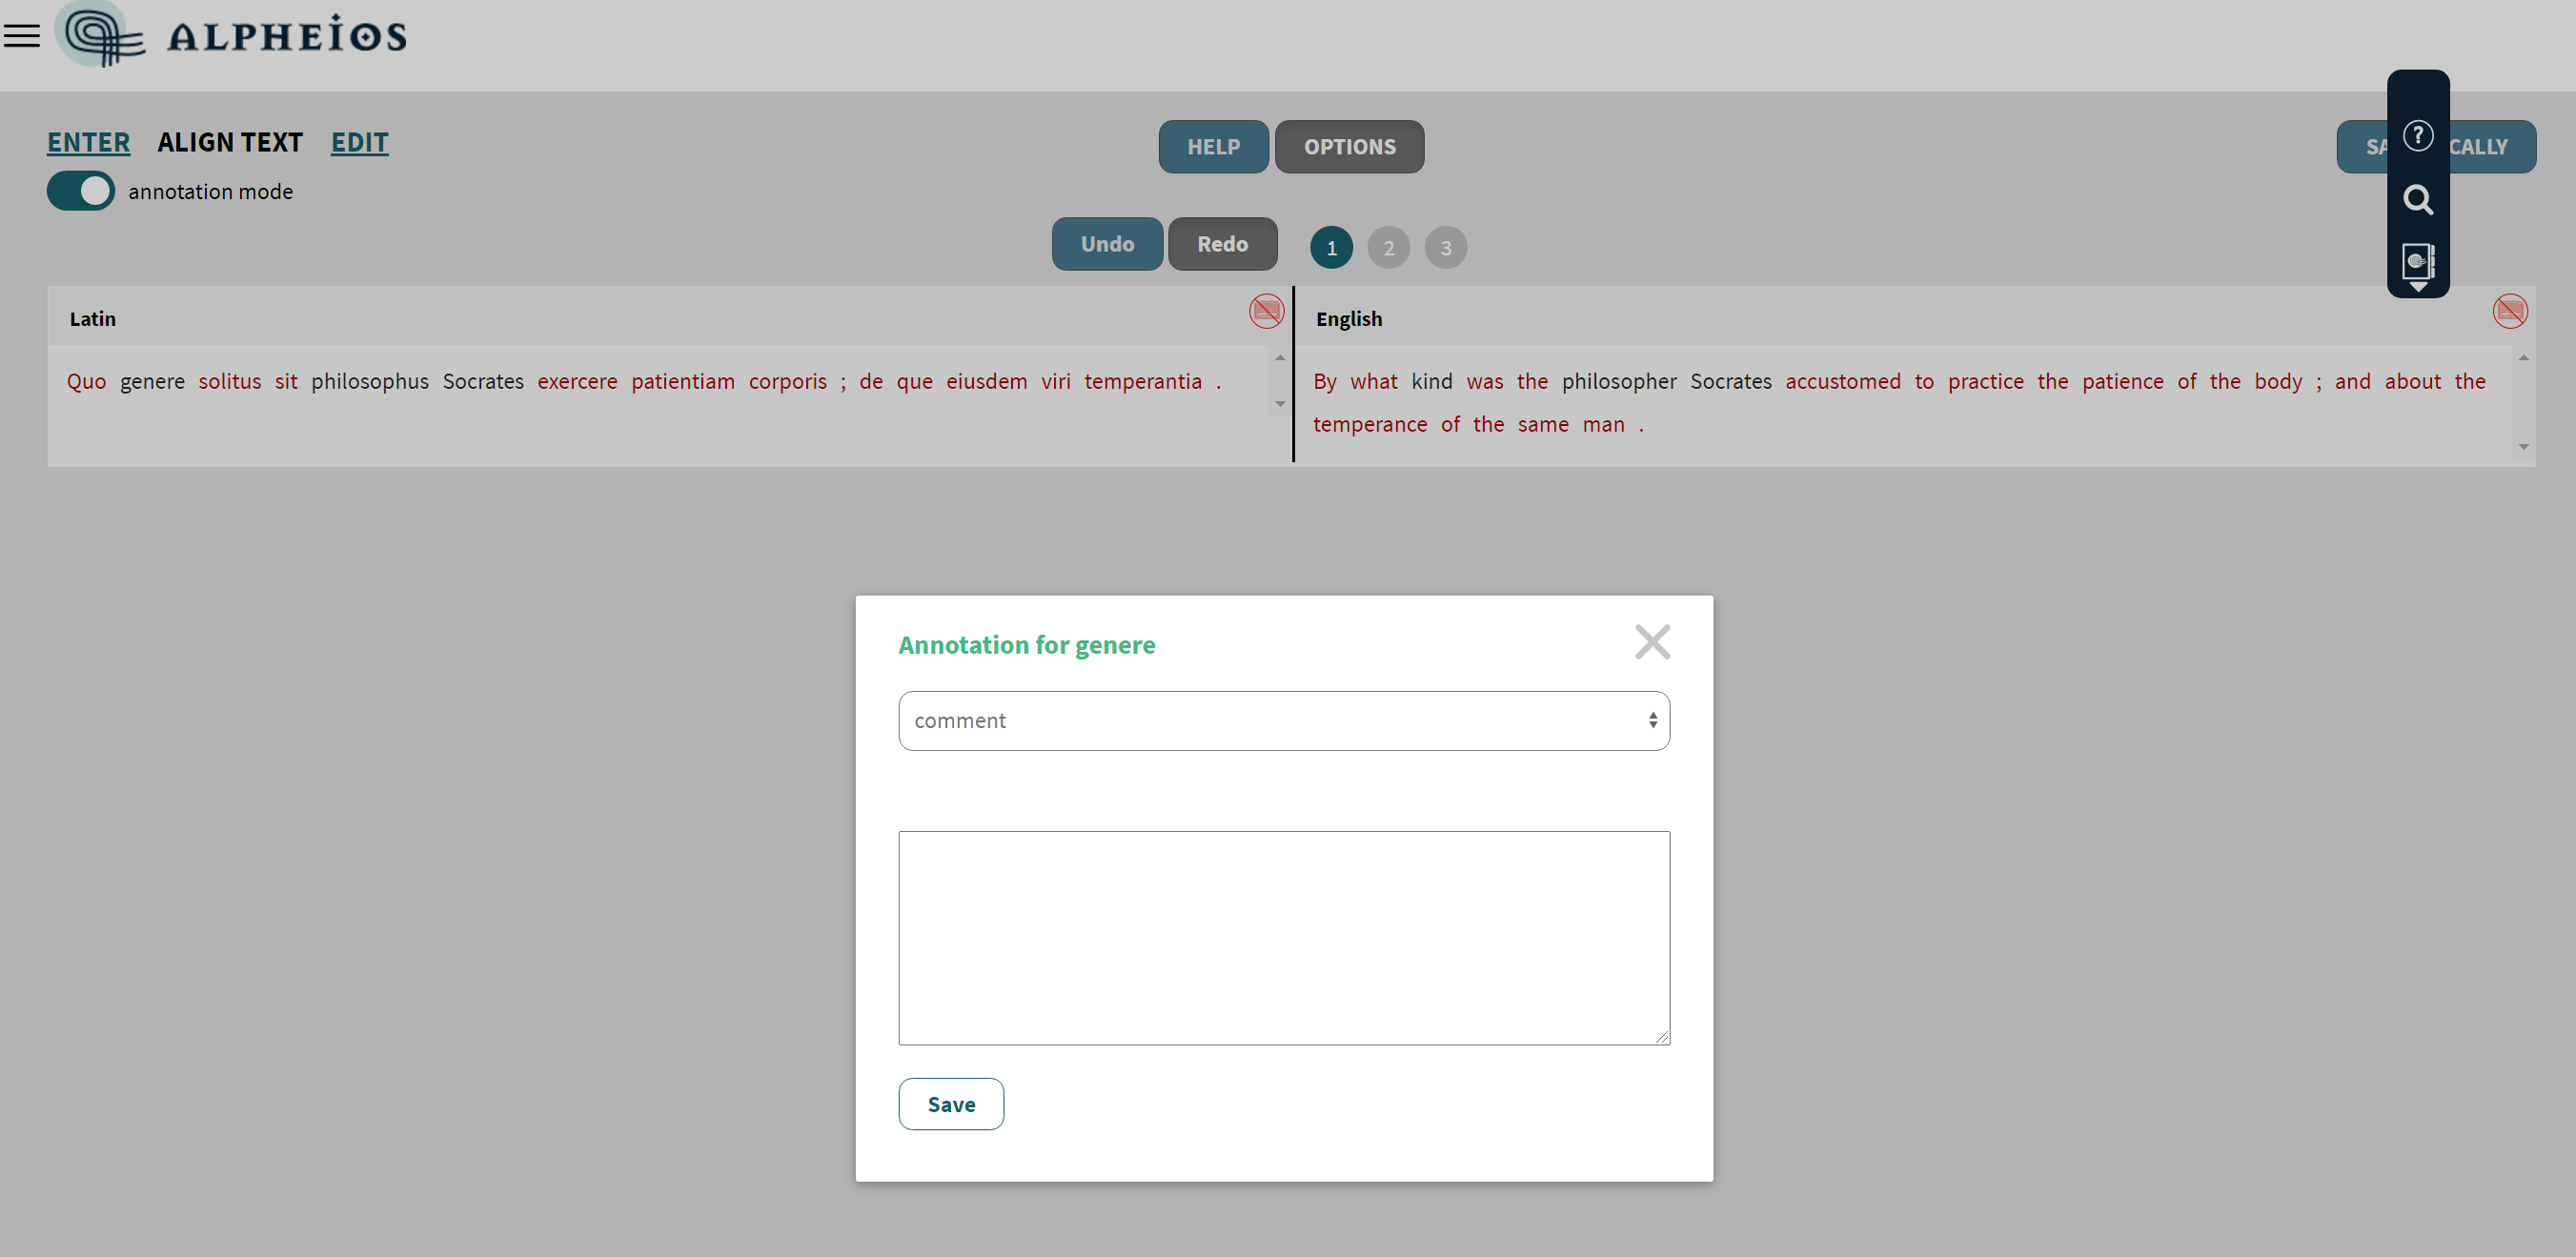 ALPHEIOS
ENTER ALIGN TEXT EDIT
HELP OPTIONS
SA CALLY
?
annotation mode
Undo Redo 1 2 3
Latin
English
Quo genere solitus sit philosophus Socrates exercere patientiam corporis ; de que eiusdem viri temperantia .
By what kind was the philosopher Socrates accustomed to practice the patience of the body ; and about the
temperance of the same man .
Annotation for genere
comment
Save